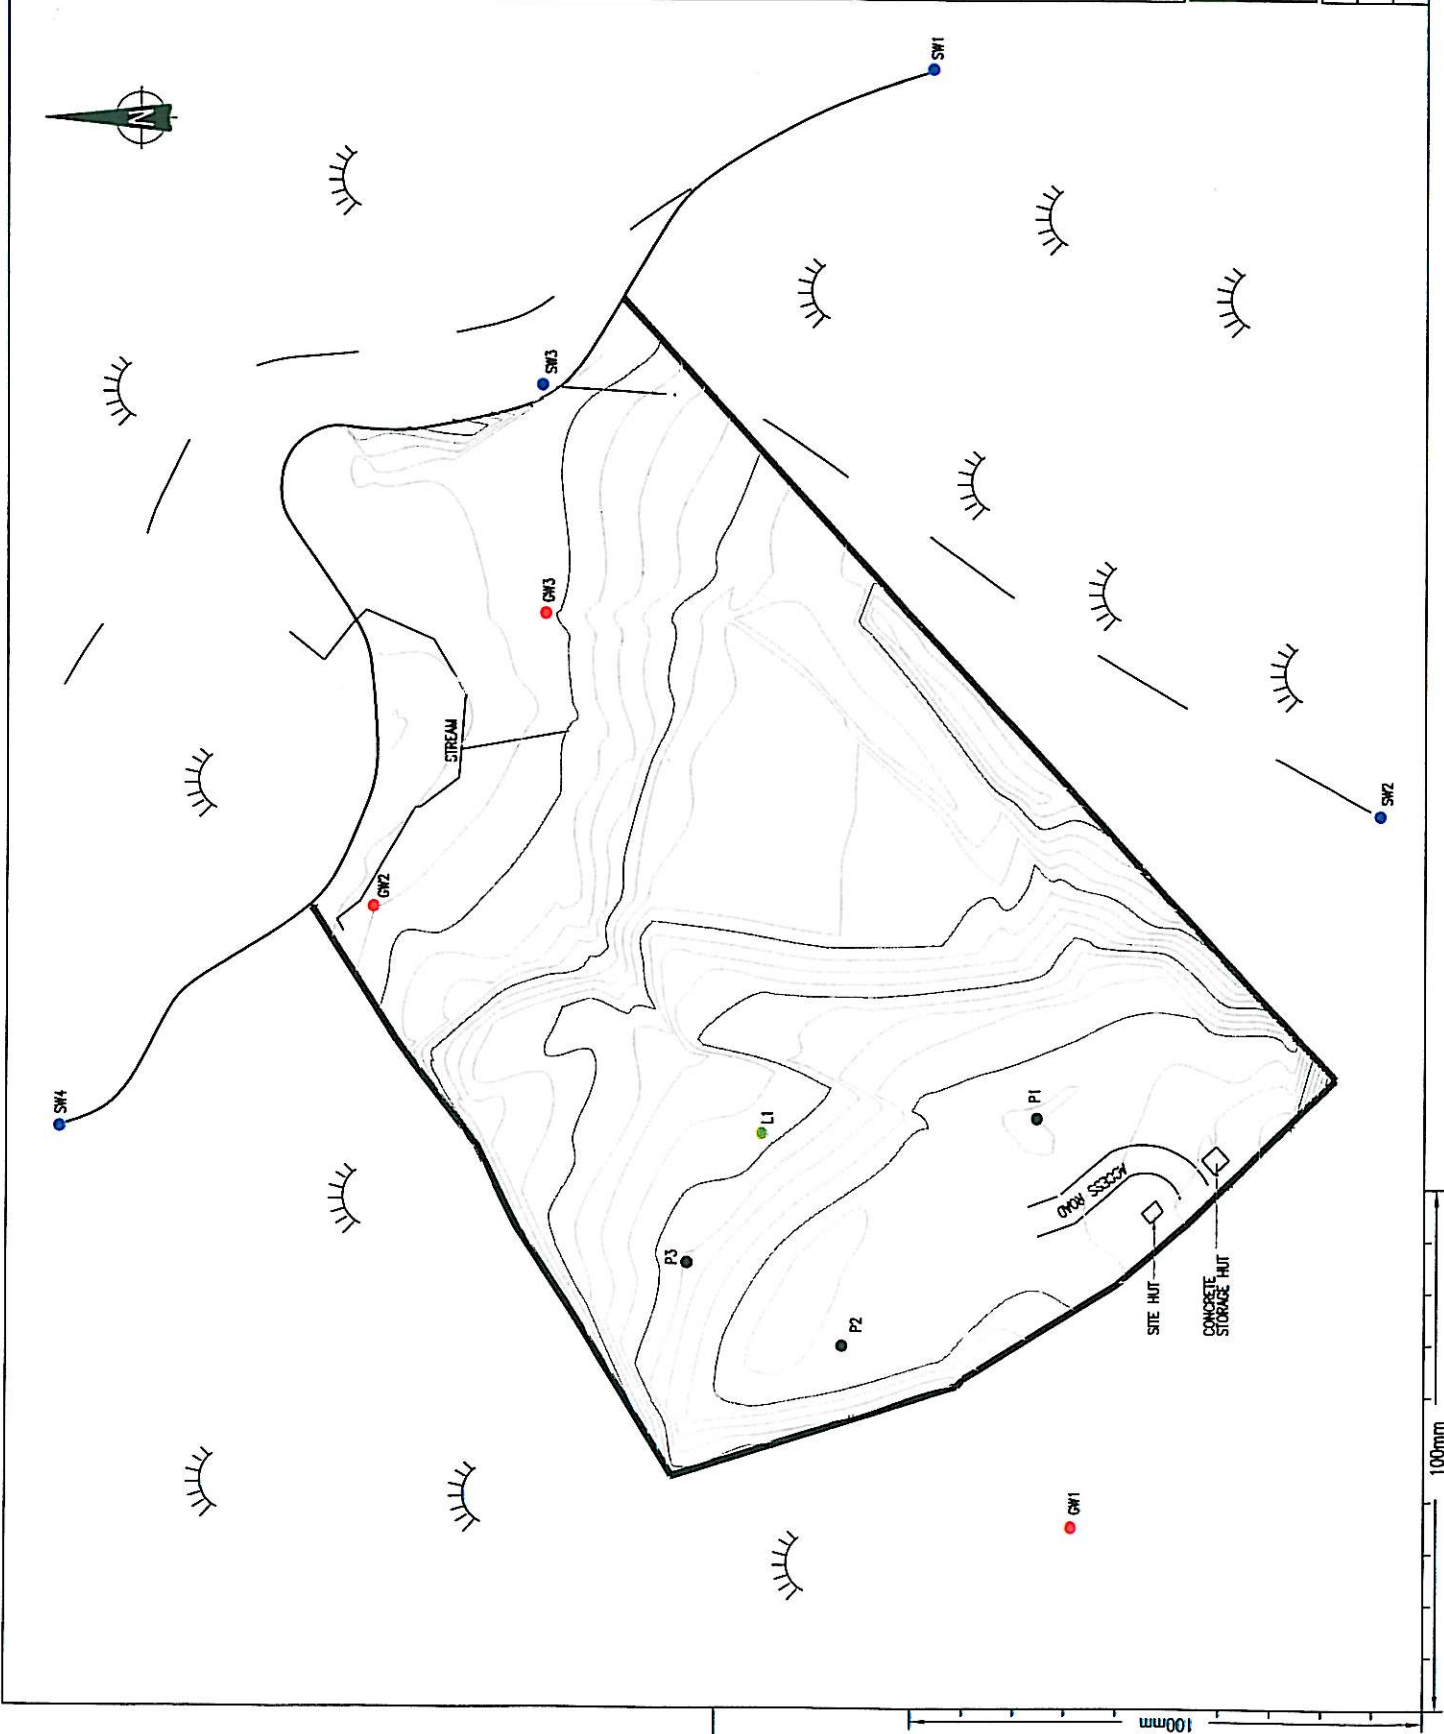 N
SW1
SW3
GW3
STREAM
GW2
SW4
SW2
L1
P1
P3
P2
ACCESS ROAD
SITE HUT
CONCRETE
STORAGE HUT
GW1
100mm
100mm